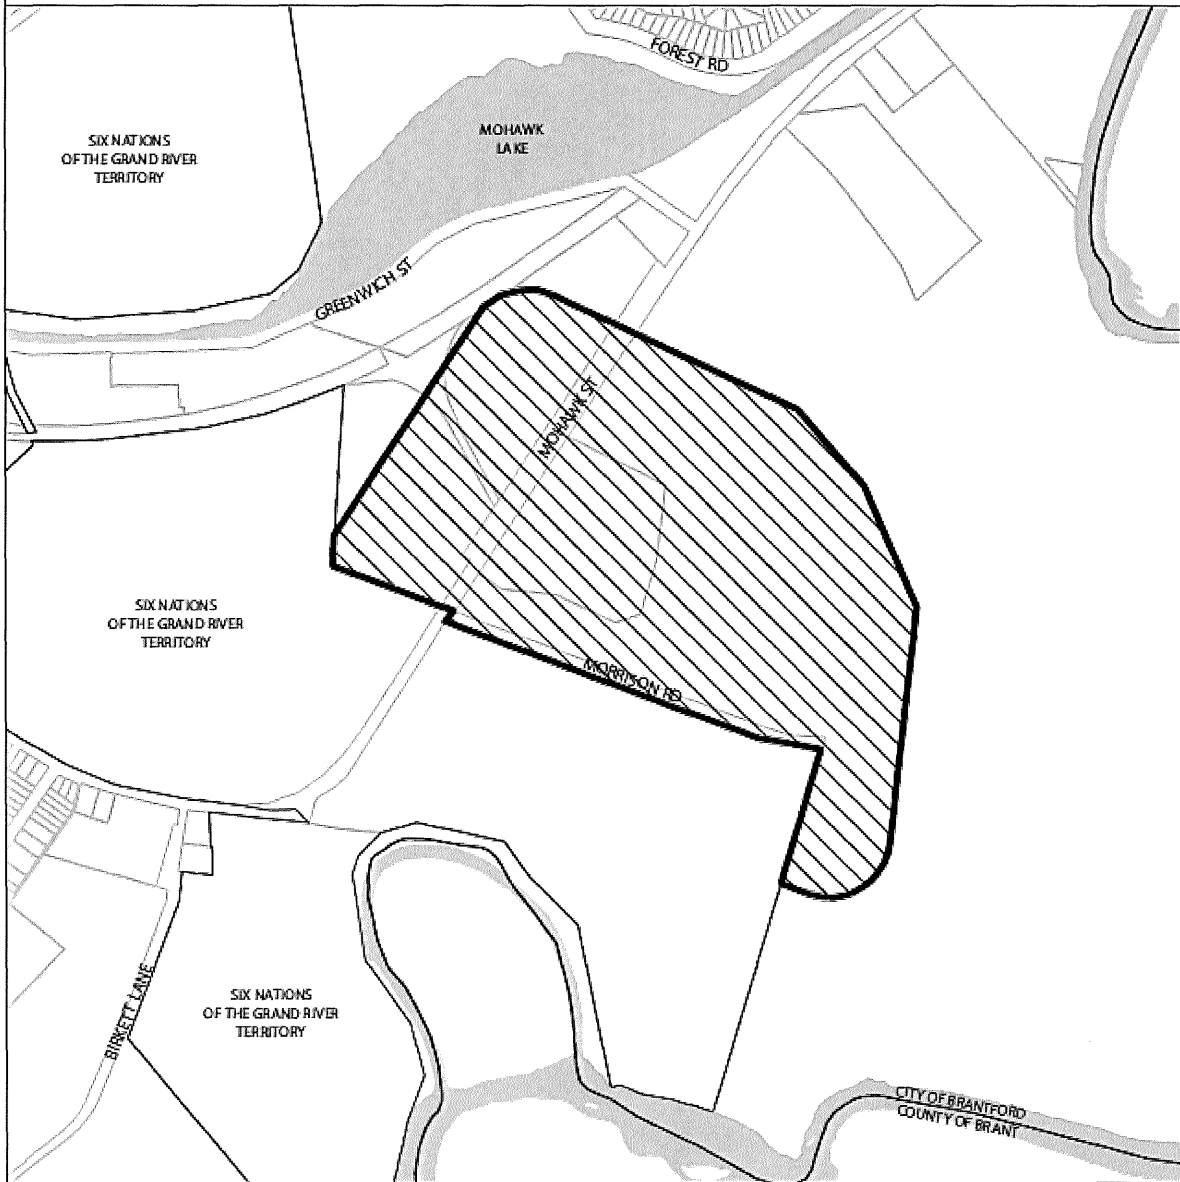 FOREST RD
MOHAWK
LAKE
SIX NATIONS
OF THE GRAND RIVER
TERRITORY
GREENWICH ST
MOHAWK ST
SIX NATIONS
OF THE GRAND RIVER
TERRITORY
MORRISON RD
BIRKETT LANE
SIX NATIONS
OF THE GRAND RIVER
TERRITORY
CITY OF BRANTFORD
COUNTY OF BRANT